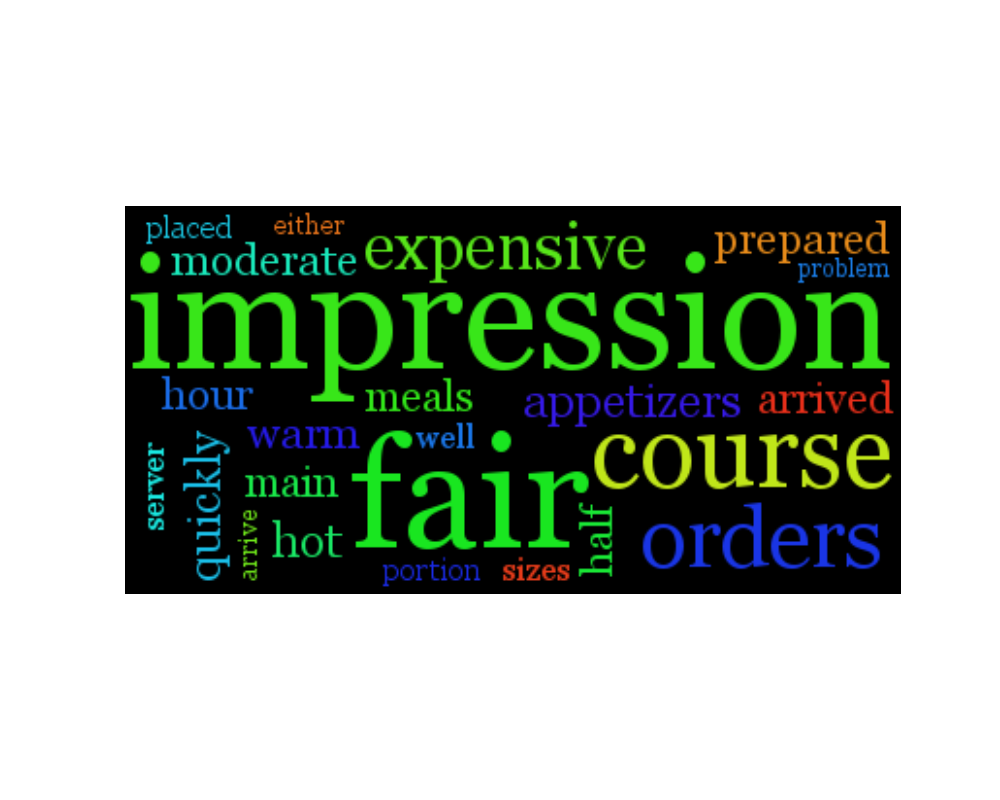 placed
either
expensive
prepared
moderate
problem
impression
hour
meals
appetizers
arrived
warm
well
course
server
quickly
main
fair
arrive
hot
half
orders
portion
sizes